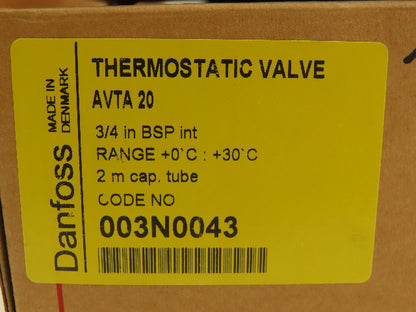 THERMOSTATIC VALVE
AVTA 20
3/4 in BSP int
RANGE +0`C : +30`C
2 m cap. tube
CODE NO
003N0043
Danfoss
MADE IN
DENMARK